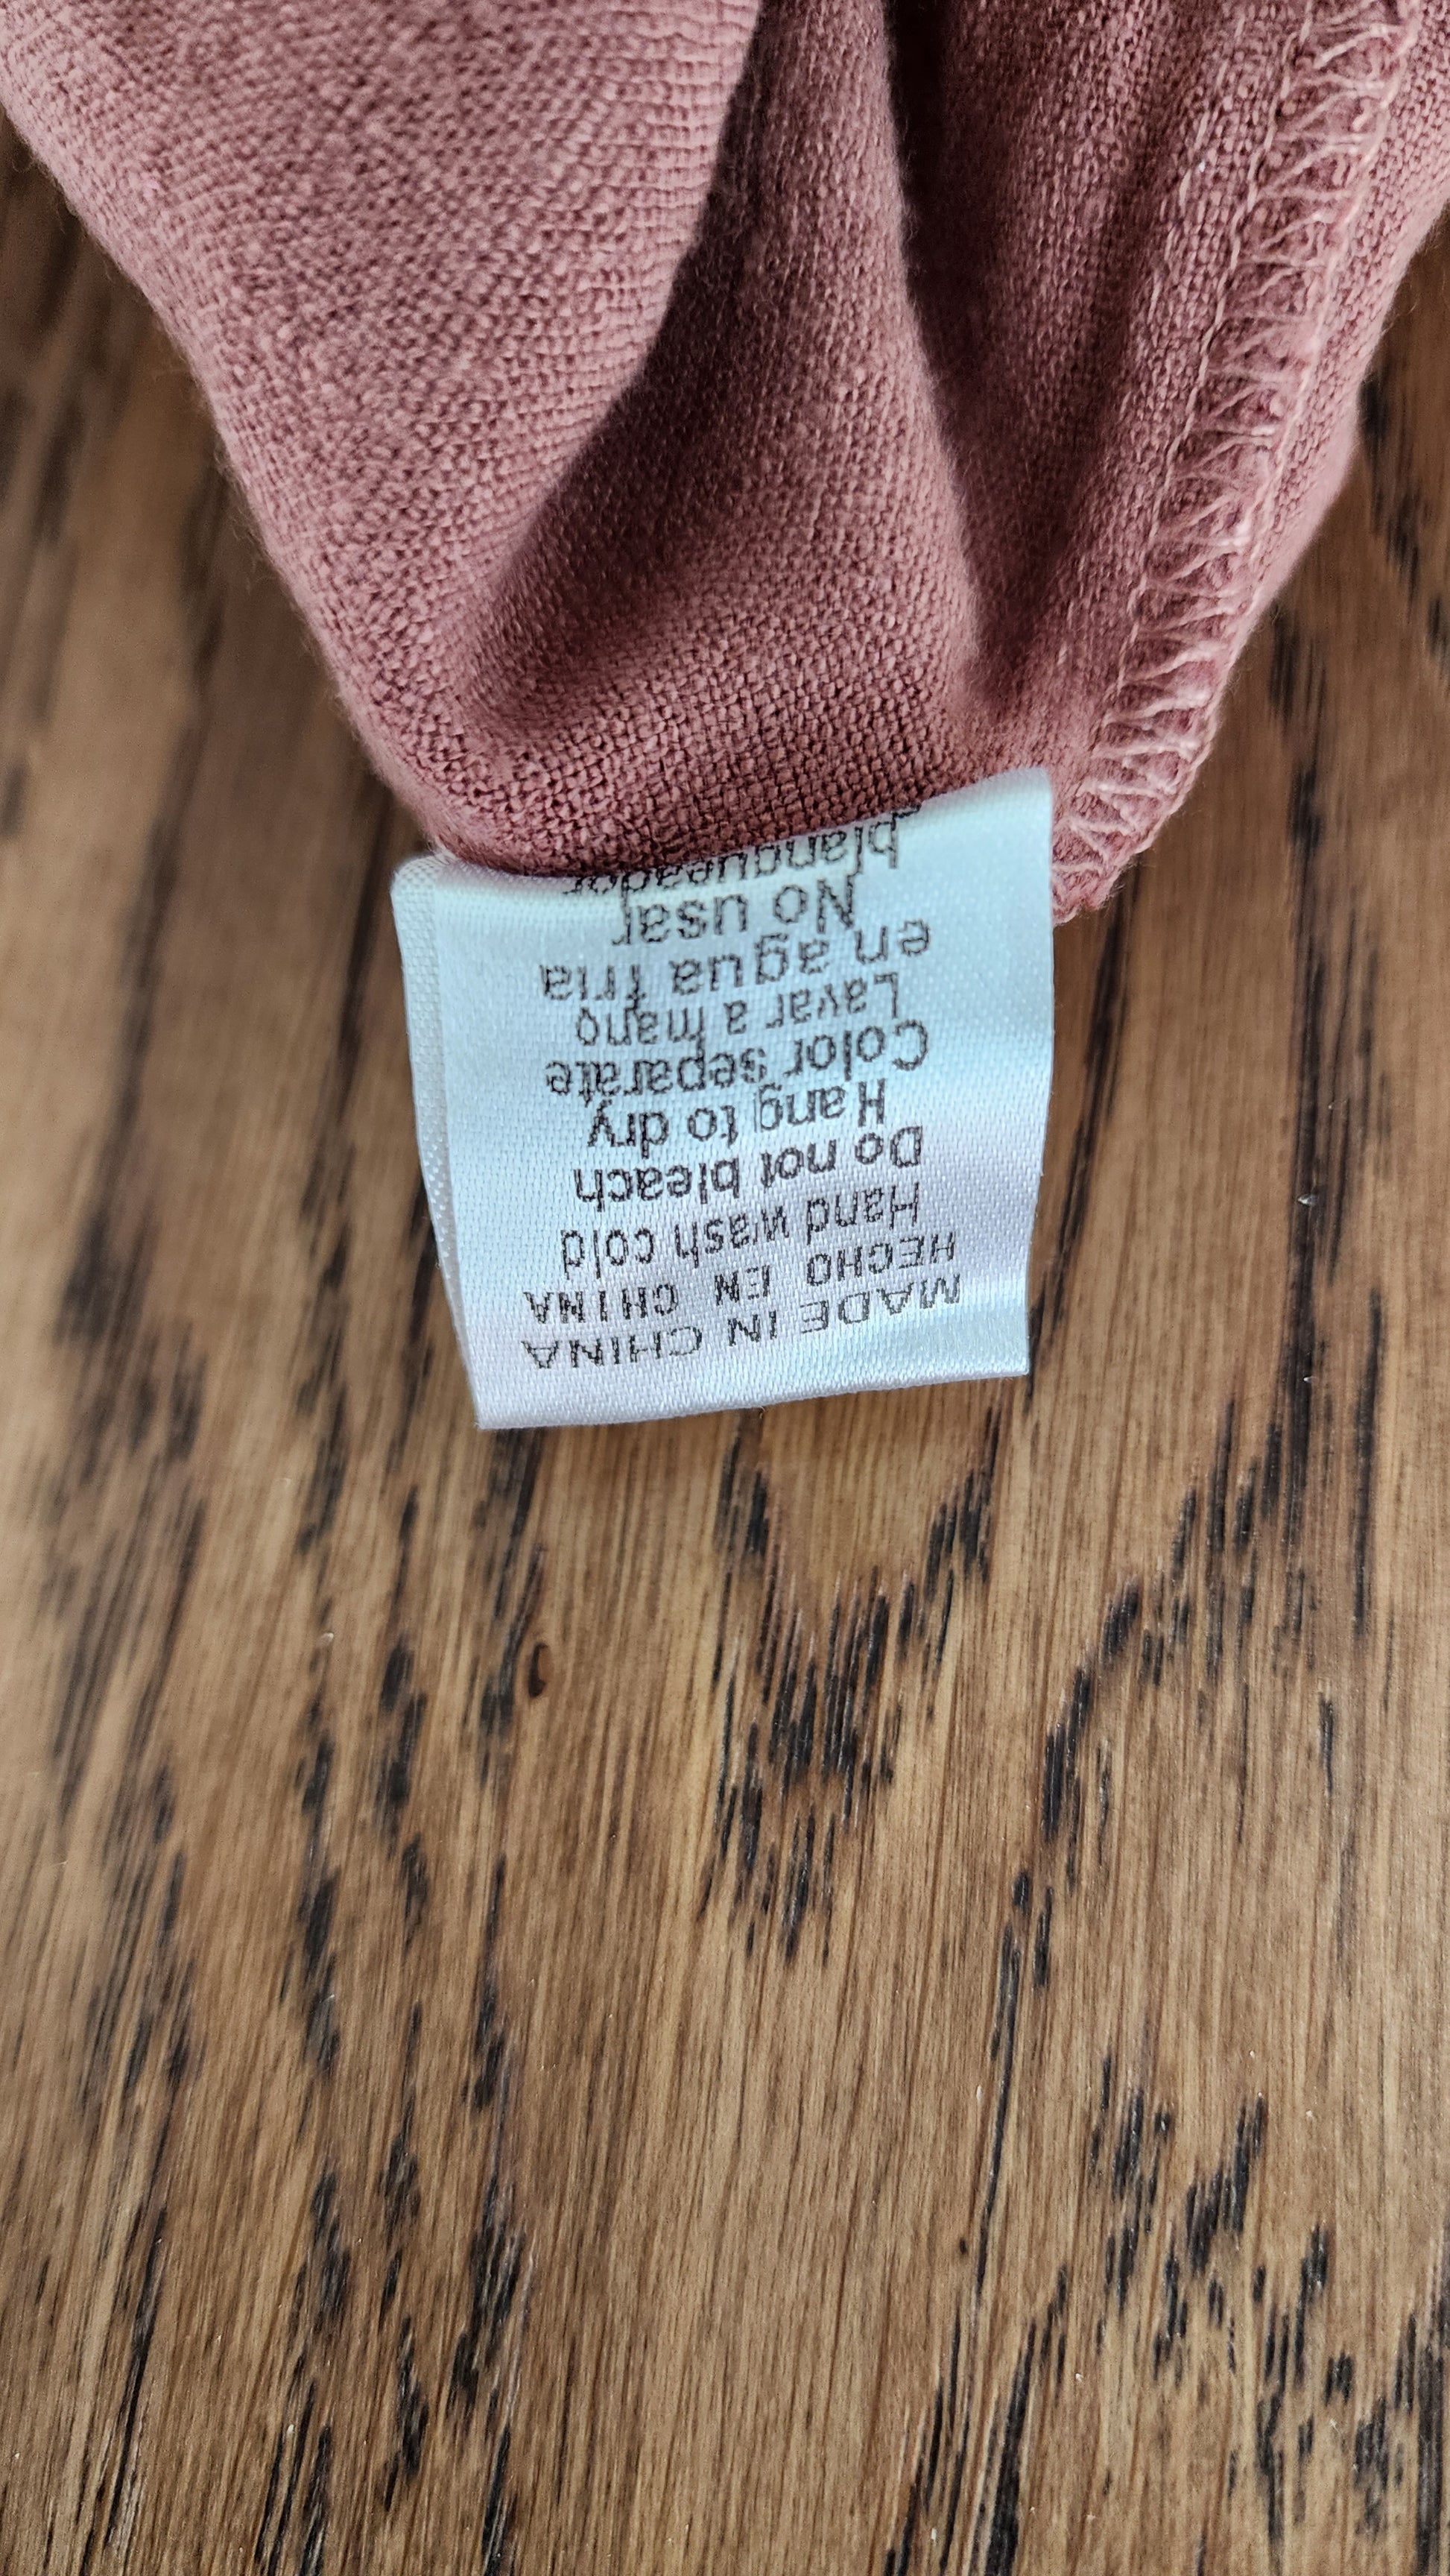 MADE IN CHINA
HECHO EN CHINA
Hand wash cold
Do not bleach
Hang to dry
Color separate
Lavar a mano
en agua fria
No usar
blanqueador